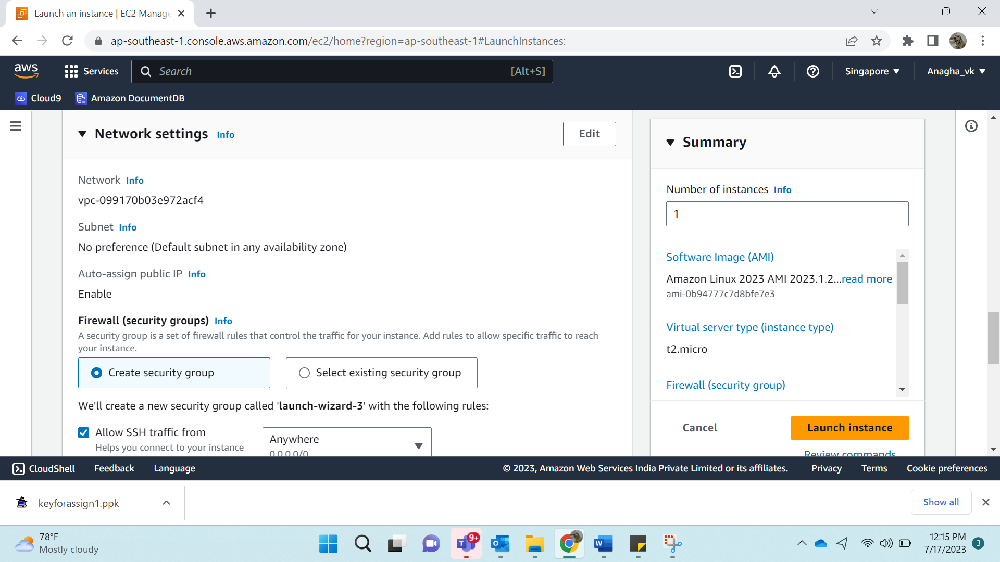 Launch an instance | EC2 Manage
ap-southeast-1.console.aws.amazon.com/ec2/home?region=ap-southeast-1#LaunchInstances:
aws
Services
Search
[Alt+S]
Singapore
Anagha_vk
Cloud9
Amazon DocumentDB
Network settings Info
Edit
Network Info
vpc-099170b03e972acf4
Subnet Info
No preference (Default subnet in any availability zone)
Auto-assign public IP Info
Enable
Firewall (security groups) Info
A security group is a set of firewall rules that control the traffic for your instance. Add rules to allow specific traffic to reach
your instance.
Create security group
Select existing security group
We'll create a new security group called 'launch-wizard-3' with the following rules:
Allow SSH traffic from
Helps you connect to your instance
Anywhere
0.0.0.0/0
Summary
Number of instances Info
1
Software Image (AMI)
Amazon Linux 2023 AMI 2023.1.2...read more
ami-0b94777c7d8bfe7e3
Virtual server type (instance type)
t2.micro
Firewall (security group)
Cancel
Launch instance
Review commands
CloudShell
Feedback
Language
© 2023, Amazon Web Services India Private Limited or its affiliates.
Privacy
Terms
Cookie preferences
keyforassign1.ppk
Show all
78°F
Mostly cloudy
T
9+
O
W
12:15 PM
7/17/2023
3